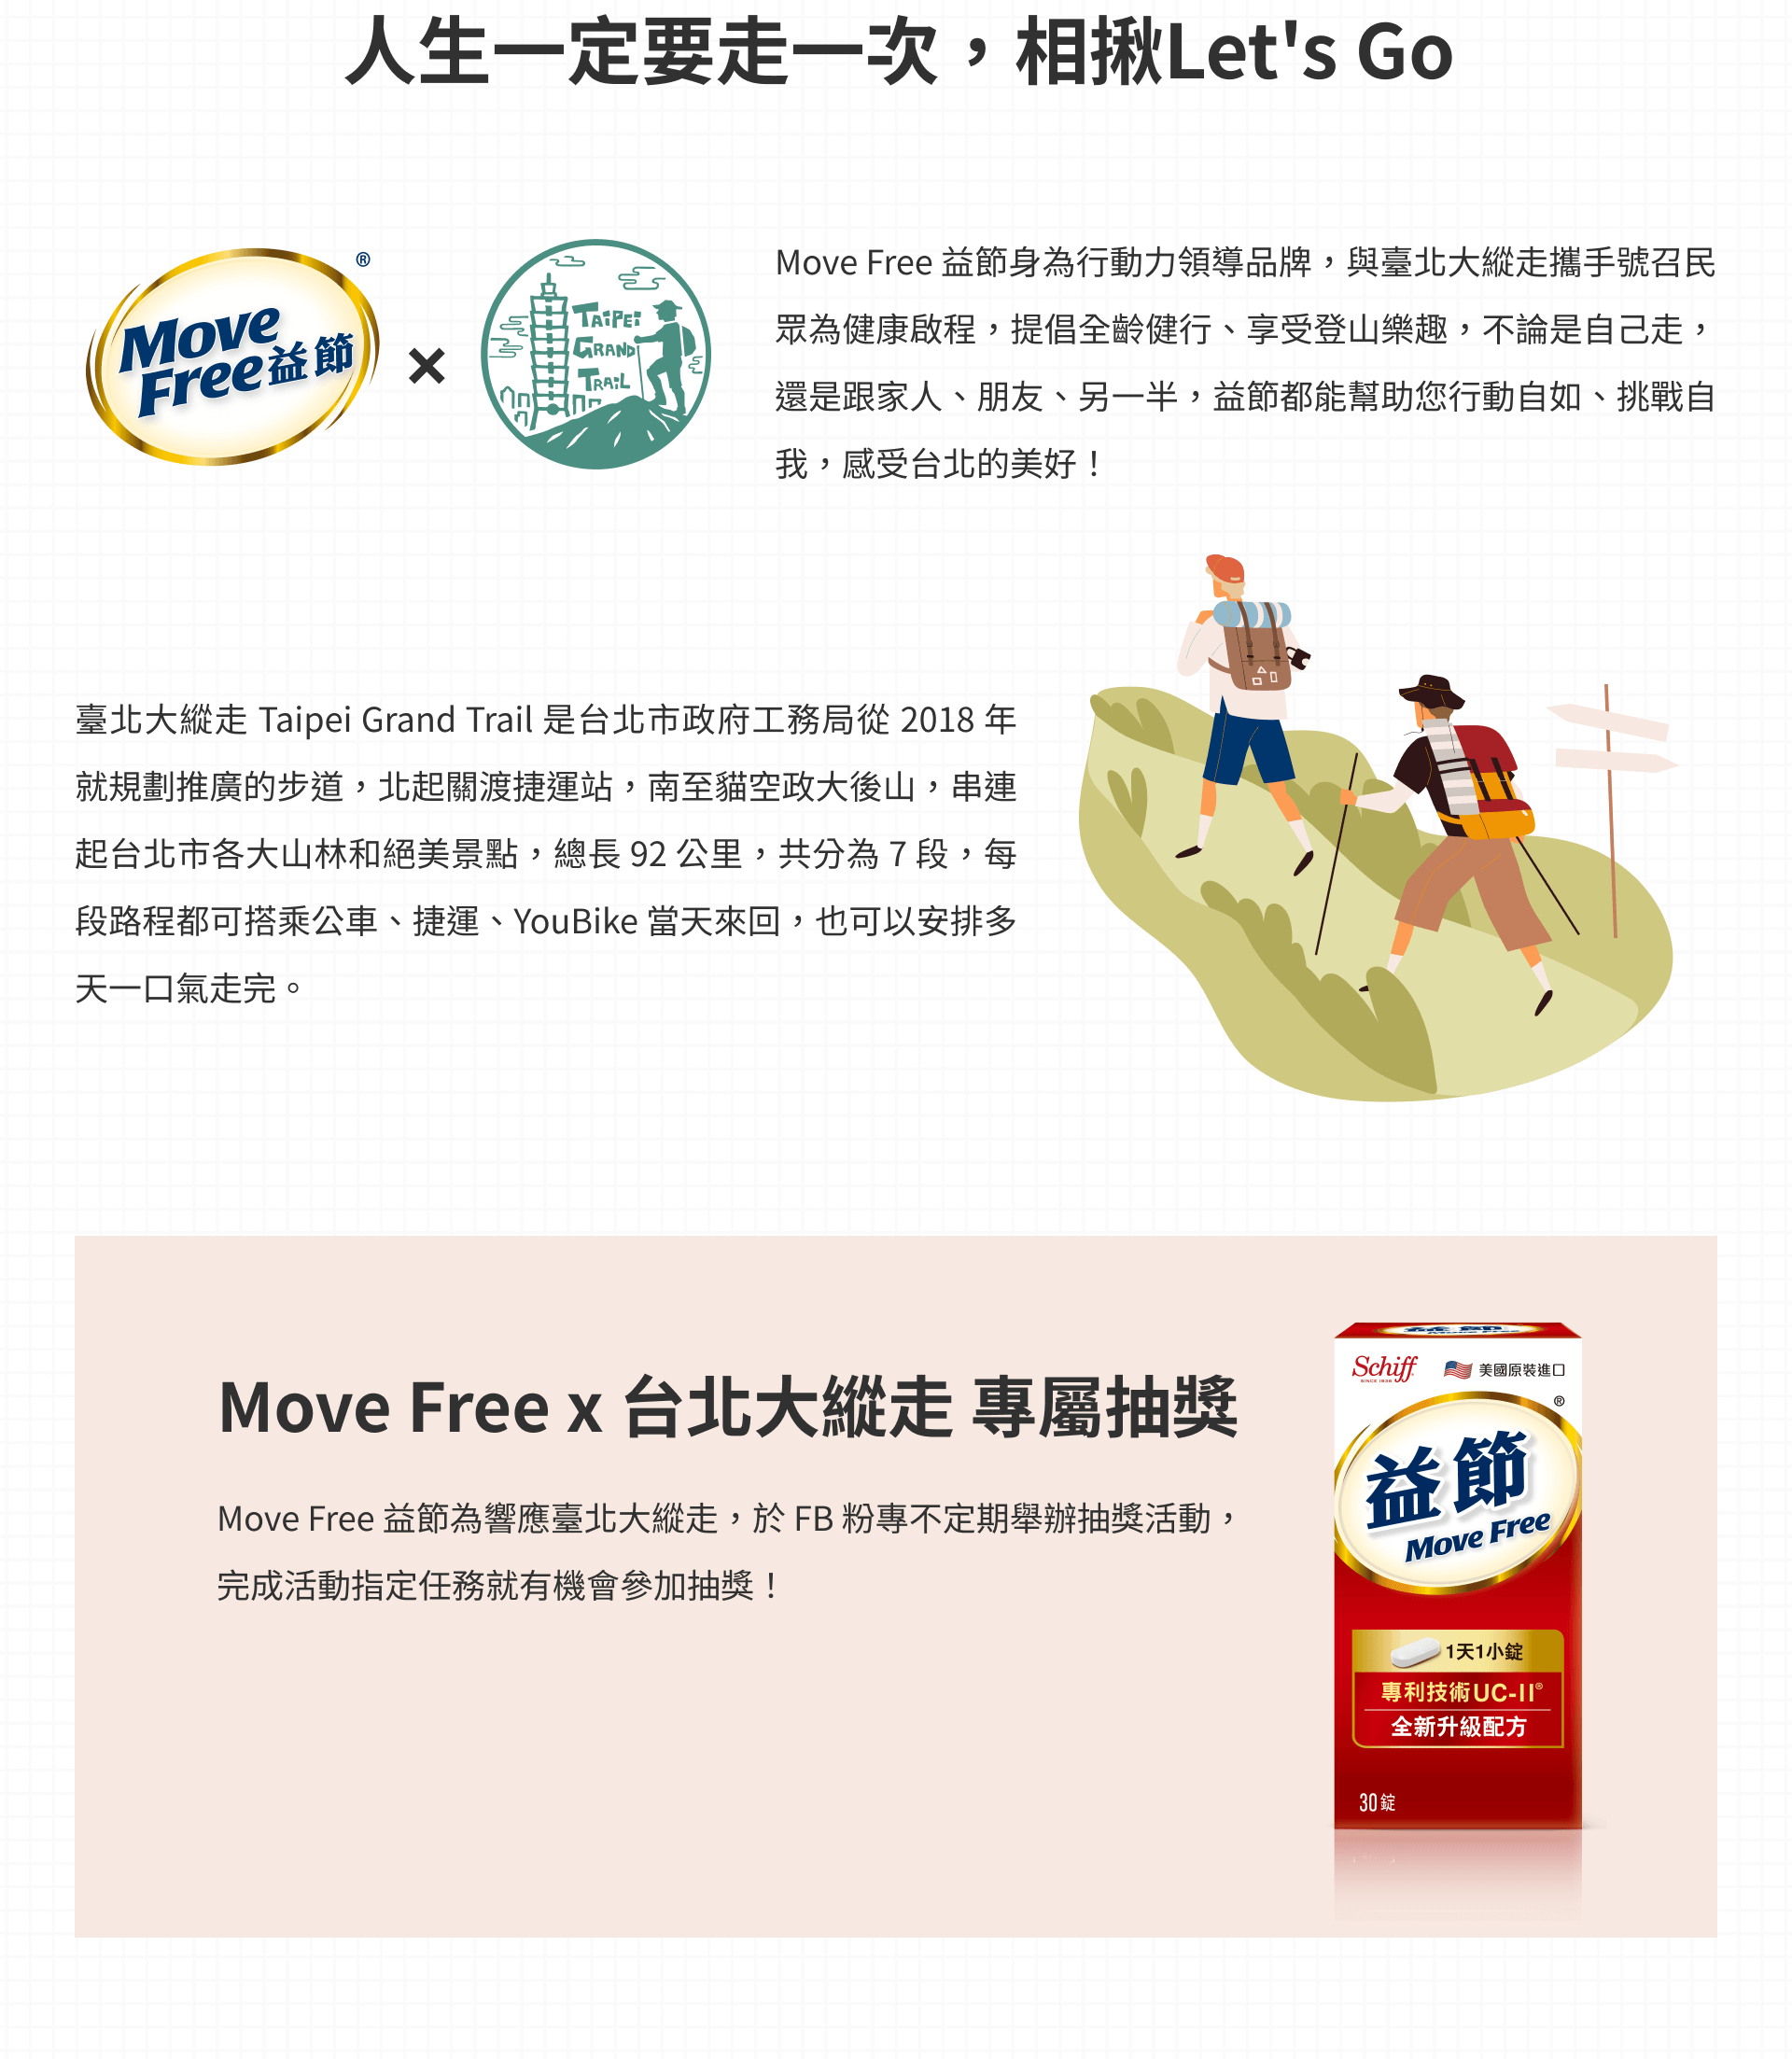 人生一定要走一次，相揪Let's Go
Move
Free益節
®
×
TAIPEI
GRAND
TRAIL
Move Free 益節身為行動力領導品牌，與臺北大縱走攜手號召民
眾為健康啟程，提倡全齡健行、享受登山樂趣，不論是自己走，
還是跟家人、朋友、另一半，益節都能幫助您行動自如、挑戰自
我，感受台北的美好！
臺北大縱走 Taipei Grand Trail 是台北市政府工務局從 2018 年
就規劃推廣的步道，北起關渡捷運站，南至貓空政大後山，串連
起台北市各大山林和絕美景點，總長 92 公里，共分為 7 段，每
段路程都可搭乘公車、捷運、YouBike 當天來回，也可以安排多
天一口氣走完。
Move Free x 台北大縱走 專屬抽獎
Move Free 益節為響應臺北大縱走，於 FB 粉專不定期舉辦抽獎活動，
完成活動指定任務就有機會參加抽獎！
益節
Move Free
Schiff
SINCE 1936
美國原裝進口
®
益節
Move Free
1天1小錠
專利技術UC-II®
全新升級配方
30錠